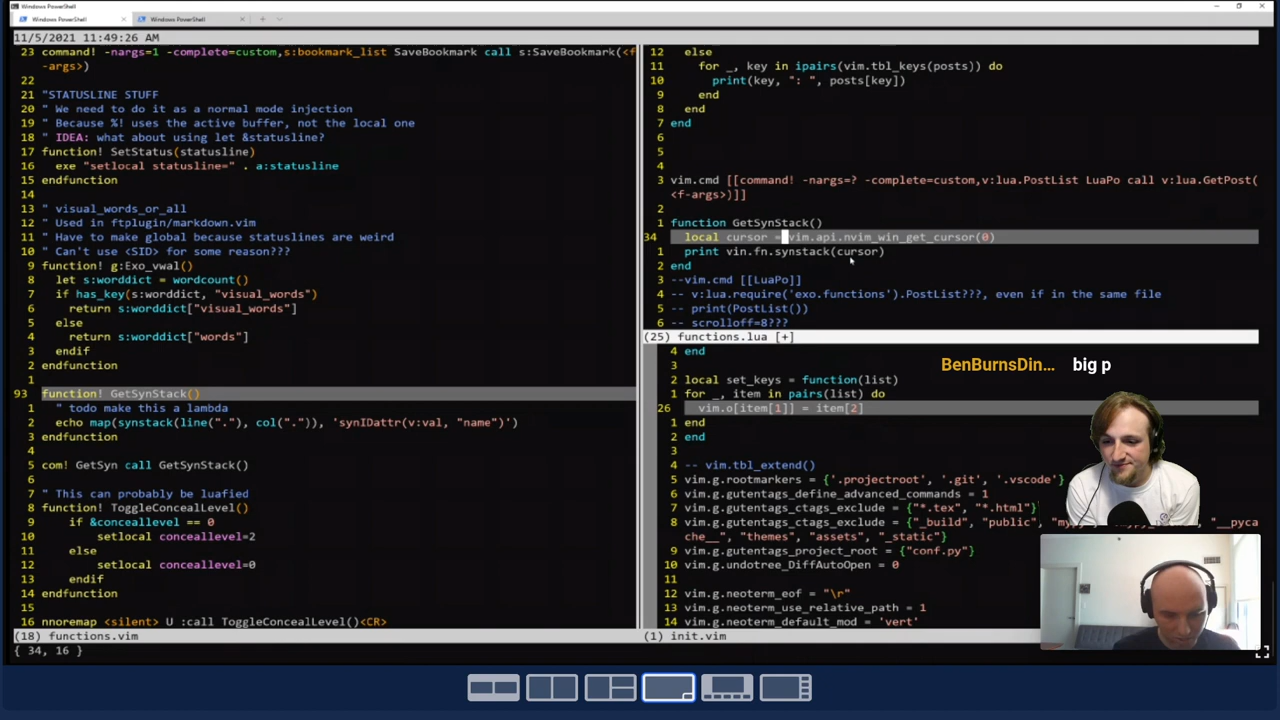 Windows PowerShell
Windows PowerShell
Windows PowerShell
11/5/2021 11:49:26 AM
23 command! -nargs=1 -complete=custom,s:bookmark_list SaveBookmark call s:SaveBookmark(<f
-args>)
22
21 "STATUSLINE STUFF
20 " We need to do it as a normal mode injection
19 " Because %! uses the active buffer, not the local one
18 " IDEA: what about using let &statusline?
17 function! SetStatus(statusline)
16 exe "setlocal statusline=" . a:statusline
15 endfunction
14
13 " visual_words_or_all
12 " Used in ftplugin/markdown.vim
11 " Have to make global because statuslines are weird
10 " Can't use <SID> for some reason???
9 function! g:Exo_vwal()
8 let s:worddict = wordcount()
7 if has_key(s:worddict, "visual_words")
6 return s:worddict["visual_words"]
5 else
4 return s:worddict["words"]
3 endif
2 endfunction
1
93 function! GetSynStack()
1 " todo make this a lambda
2 echo map(synstack(line("."), col(".")), 'synIDattr(v:val, "name")')
3 endfunction
4
5 com! GetSyn call GetSynStack()
6
7 " This can probably be luafied
8 function! ToggleConcealLevel()
9 if &conceallevel == 0
10 setlocal conceallevel=2
11 else
12 setlocal conceallevel=0
13 endif
14 endfunction
15
16 nnoremap <silent> U :call ToggleConcealLevel()<CR>
(18) functions.vim
{ 34, 16 }
12 else
11 for _, key in ipairs(vim.tbl_keys(posts)) do
10 print(key, ": ", posts[key])
9 end
8 end
7 end
6
5
4
3 vim.cmd [[command! -nargs=? -complete=custom,v:lua.PostList LuaPo call v:lua.GetPost(
<f-args>)]]
2
1 function GetSynStack()
34 local cursor = vim.api.nvim_win_get_cursor(0)
1 print vin.fn.synstack(cursor)
2 end
3 --vim.cmd [[LuaPo]]
4 -- v:lua.require('exo.functions').PostList???, even if in the same file
5 -- print(PostList())
6 -- scrolloff=8???
(25) functions.lua [+]
4 end
3
2 local set_keys = function(list)
1 for _, item in pairs(list) do
26 vim.o[item[1]] = item[2]
1 end
2 end
3
4 -- vim.tbl_extend()
5 vim.g.rootmarkers = {'.projectroot', '.git', '.vscode'}
6 vim.g.gutentags_define_advanced_commands = 1
7 vim.g.gutentags_ctags_exclude = {"*.tex", "*.html"}
8 vim.g.gutentags_ctags_exclude = {"_build", "public", "__pyca
che__", "themes", "assets", "_static"}
9 vim.g.gutentags_project_root = {"conf.py"}
10 vim.g.undotree_DiffAutoOpen = 0
11
12 vim.g.neoterm_eof = "\r"
13 vim.g.neoterm_use_relative_path = 1
14 vim.g.neoterm_default_mod = 'vert'
(1) init.vim
BenBurnsDin... big p